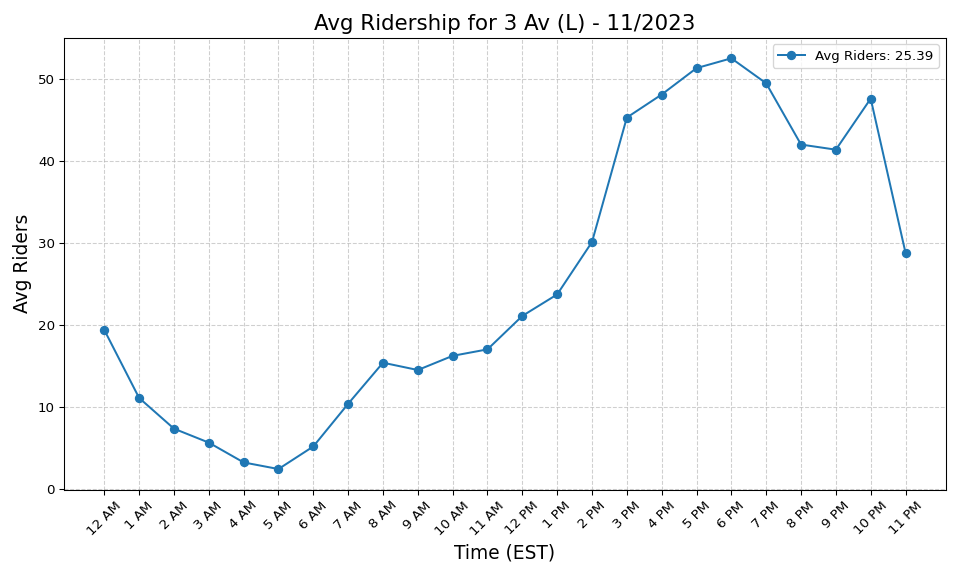 Avg Ridership for 3 Av (L) - 11/2023
Avg Riders: 25.39
Avg Riders
50
40
30
20
10
0
12 AM
1 AM
2 AM
3 AM
4 AM
5 AM
6 AM
7 AM
8 AM
9 AM
10 AM
11 AM
12 PM
1 PM
2 PM
3 PM
4 PM
5 PM
6 PM
7 PM
8 PM
9 PM
10 PM
11 PM
Time (EST)